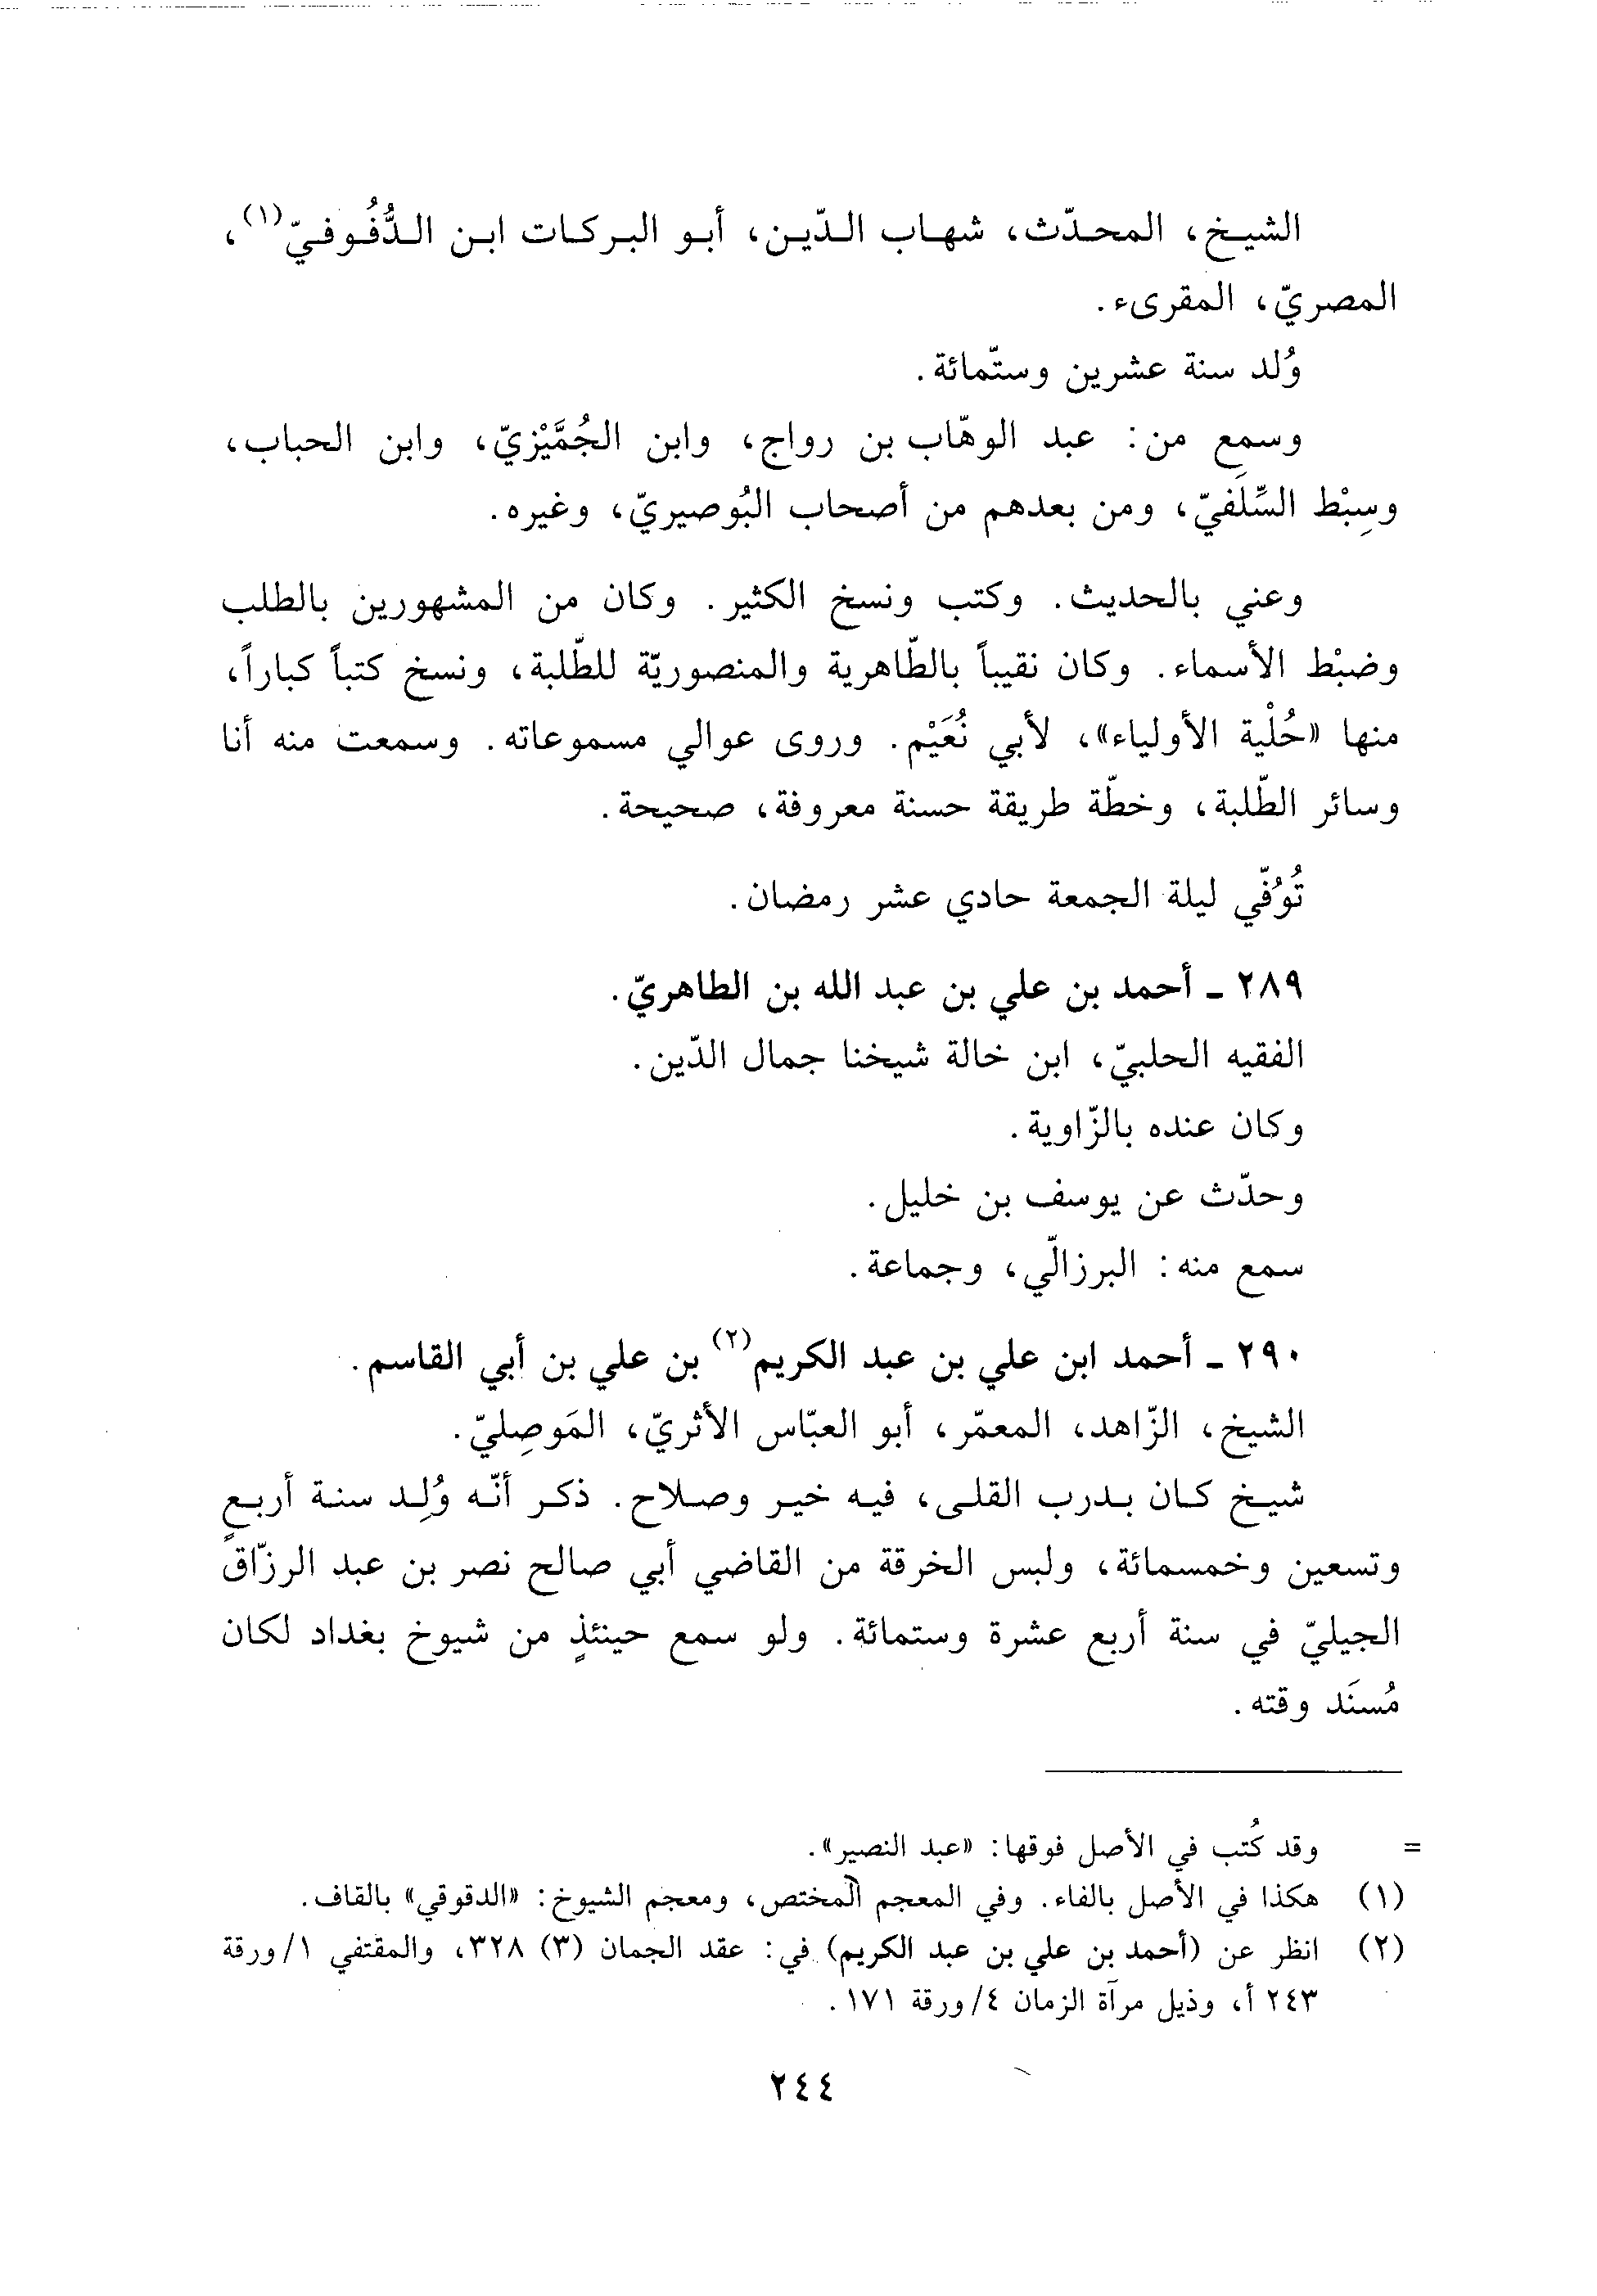 الشيخ، المحدّث، شهاب الدّين، أبو البركات ابن الدُّفُوفيّ(١)،
المصريّ، المقرىء.
وُلد سنة عشرين وستّمائة.
وسمع من: عبد الوهّاب بن رواج، وابن الجُمَّيْزيّ، وابن الحباب،
وسِبْط السِّلَفيّ، ومن بعدهم من أصحاب البُوصيريّ، وغيره.
وعني بالحديث. وكتب ونسخ الكثير. وكان من المشهورين بالطلب
وضبْط الأسماء. وكان نقيباً بالطّاهرية والمنصوريّة للطّلبة، ونسخ كتباً كباراً،
منها «حُلْية الأولياء»، لأبي نُعَيْم. وروى عوالي مسموعاته. وسمعت منه أنا
وسائر الطّلبة، وخطّة طريقة حسنة معروفة، صحيحة.
تُوُفّي ليلة الجمعة حادي عشر رمضان.
٢٨٩ ـ أحمد بن علي بن عبد الله بن الطاهريّ.
الفقيه الحلبيّ، ابن خالة شيخنا جمال الدّين.
وكان عنده بالزّاوية.
وحدّث عن يوسف بن خليل.
سمع منه: البرزالّي، وجماعة.
٢٩٠ ـ أحمد ابن علي بن عبد الكريم(٢) بن علي بن أبي القاسم.
الشيخ، الزّاهد، المعمّر، أبو العبّاس الأثريّ، المَوصِليّ.
شيخ كان بدرب القلى، فيه خير وصلاح. ذكر أنّه وُلِد سنة أربعٍ
وتسعين وخمسمائة، ولبس الخرقة من القاضي أبي صالح نصر بن عبد الرزّاق
الجيليّ في سنة أربع عشرة وستمائة. ولو سمع حينئذٍ من شيوخ بغداد لكان
مُسنَد وقته.
= وقد كُتب في الأصل فوقها: «عبد النصير».
(١) هكذا في الأصل بالفاء. وفي المعجم المختص، ومعجم الشيوخ: «الدقوقي» بالقاف.
(٢) انظر عن (أحمد بن علي بن عبد الكريم) في: عقد الجمان (٣) ٣٢٨، والمقتفي ١/ورقة
٢٤٣ أ، وذيل مرآة الزمان ٤/ورقة ١٧١.
٢٤٤